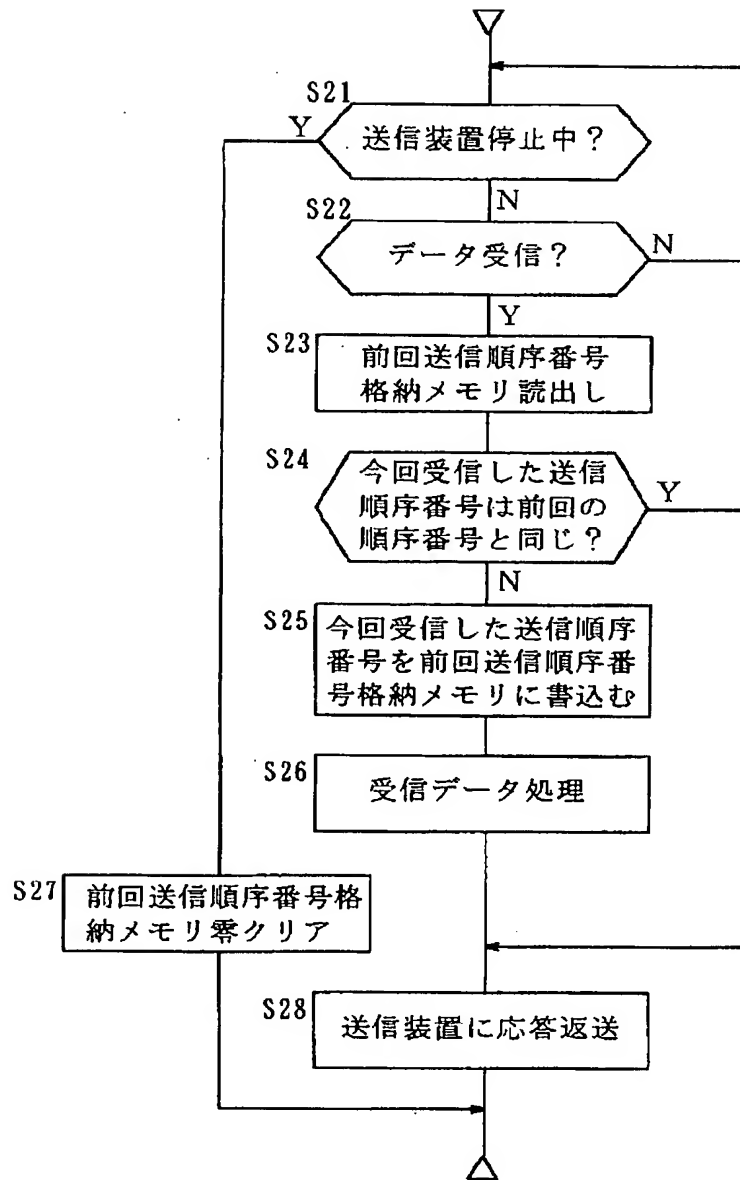 S21
Y
送信装置停止中?
N
S22
データ受信?
N
Y
S23
前回送信順序番号
格納メモリ読出し
S24
今回受信した送信
順序番号は前回の
順序番号と同じ?
Y
N
S25
今回受信した送信順序
番号を前回送信順序番
号格納メモリに書込む
S26
受信データ処理
S27
前回送信順序番号格
納メモリ零クリア
S28
送信装置に応答返送